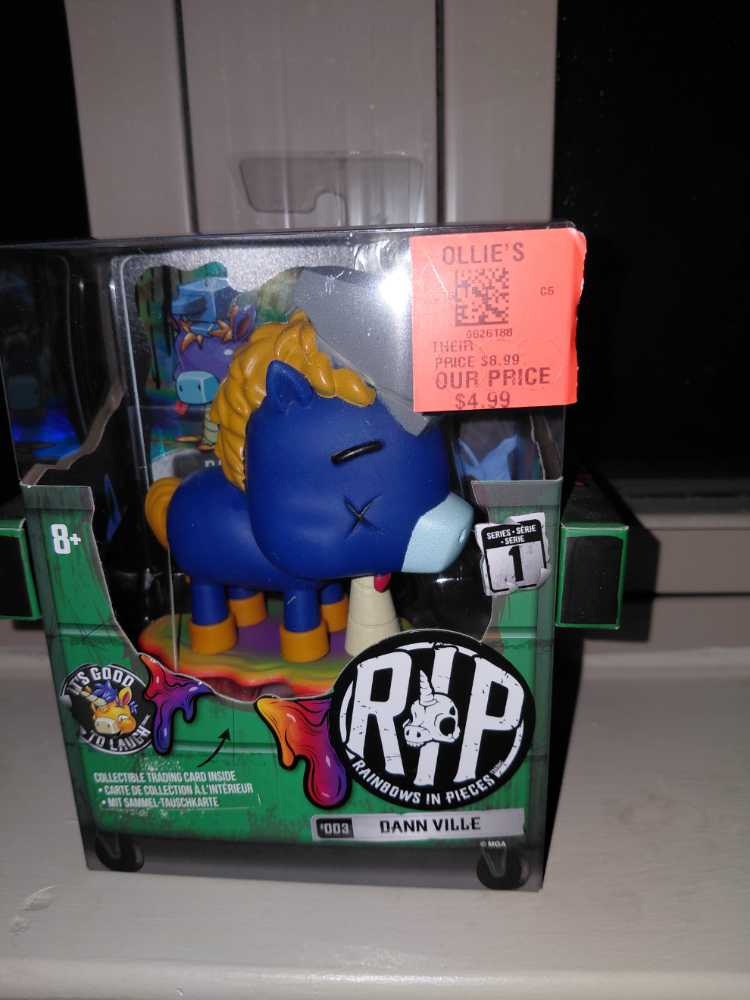 OLLIE'S
C5
0626188
THEIR
PRICE $8.99
OUR PRICE
$4.99
8+
SERIES • SÉRIE
• SERIE
1
IT'S GOOD
TO LAUGH
RIP
RAINBOWS IN PIECES
COLLECTIBLE TRADING CARD INSIDE
• CARTE DE COLLECTION À L'INTÉRIEUR
• MIT SAMMEL-TAUSCHKARTE
#003 DANN VILLE
© MGA